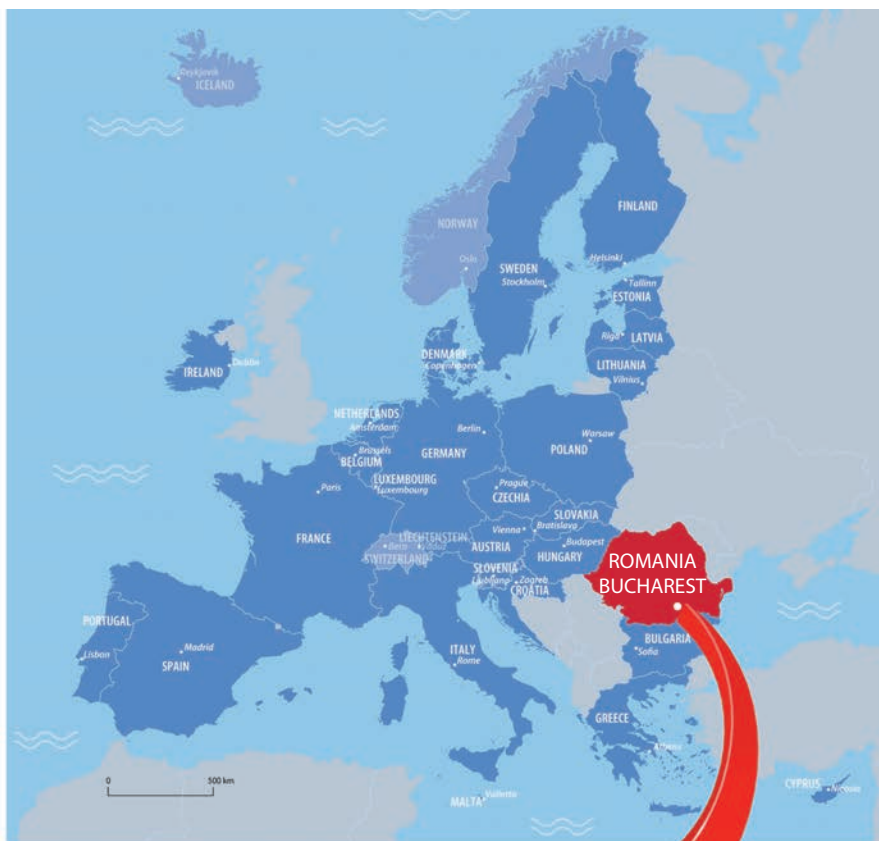 Reykjavik
ICELAND
FINLAND
NORWAY
Oslo
Helsinki
SWEDEN
Stockholm
Tallinn
ESTONIA
Riga
LATVIA
DENMARK
Copenhagen
LITHUANIA
Vilnius
Dublin
IRELAND
NETHERLANDS
Amsterdam
Berlin
Warsaw
POLAND
Brussels
BELGIUM
GERMANY
LUXEMBOURG
Luxembourg
Paris
Prague
CZECHIA
SLOVAKIA
Bratislava
Vienna
FRANCE
LIECHTENSTEIN
Bern
Vaduz
SWITZERLAND
AUSTRIA
Budapest
HUNGARY
SLOVENIA
Ljubljana
Zagreb
CROATIA
ROMANIA
BUCHAREST
PORTUGAL
Lisbon
Madrid
SPAIN
ITALY
Rome
BULGARIA
Sofia
GREECE
Athens
0
500 km
MALTA
Valletta
CYPRUS
Nicosia